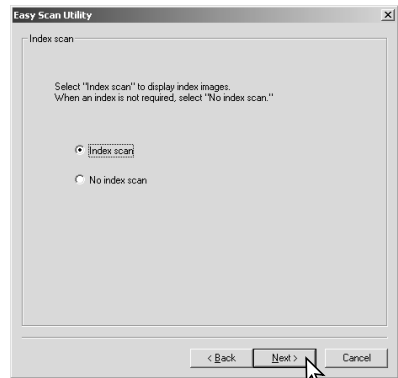 Easy Scan Utility
Index scan
Select "Index scan" to display index images.
When an index is not required, select "No index scan."
Index scan
No index scan
< Back Next > Cancel